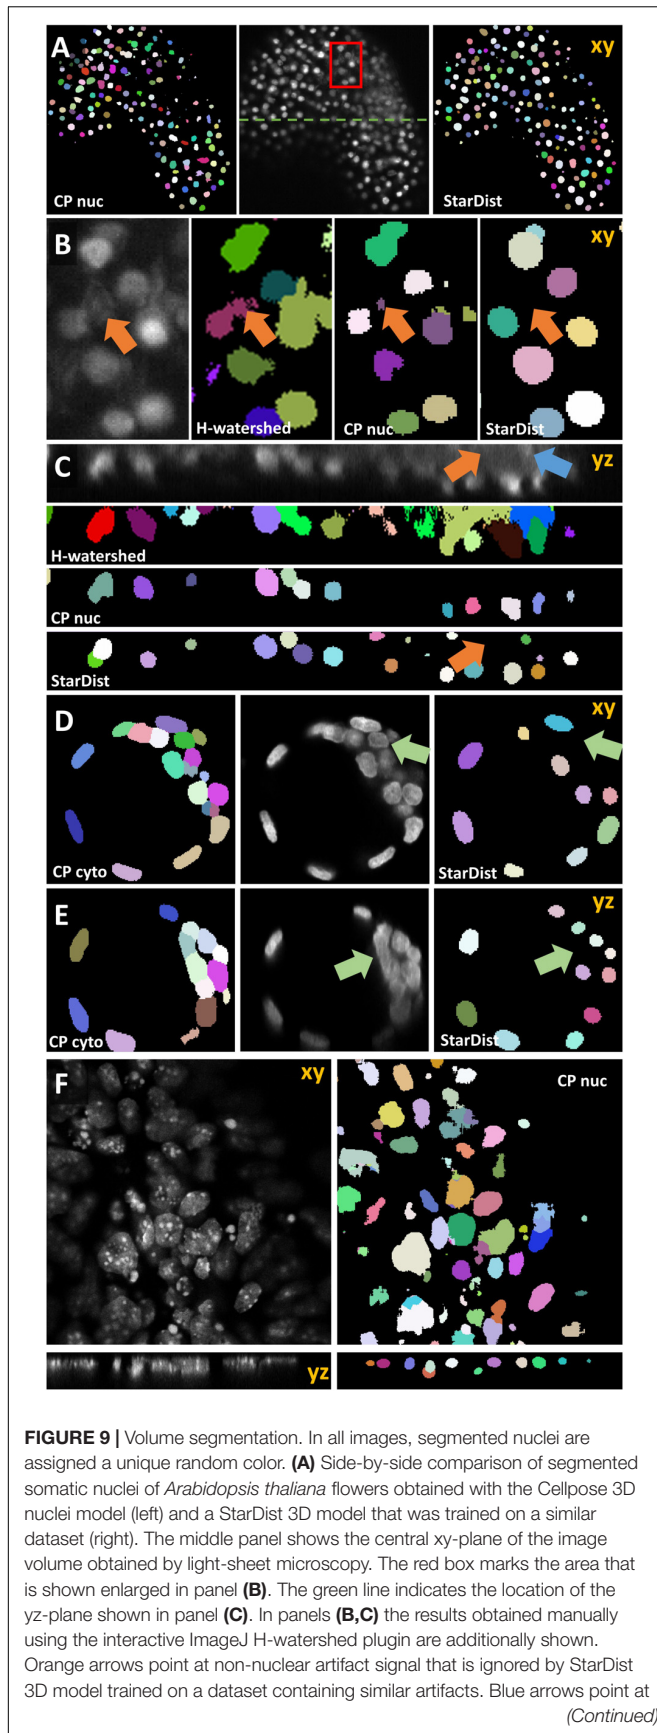 A
xy
CP nuc
StarDist
B
xy
H-watershed
CP nuc
StarDist
C
yz
H-watershed
CP nuc
StarDist
D
xy
CP cyto
StarDist
E
yz
CP cyto
StarDist
F
xy
CP nuc
yz
FIGURE 9 | Volume segmentation. In all images, segmented nuclei are
assigned a unique random color. (A) Side-by-side comparison of segmented
somatic nuclei of Arabidopsis thaliana flowers obtained with the Cellpose 3D
nuclei model (left) and a StarDist 3D model that was trained on a similar
dataset (right). The middle panel shows the central xy-plane of the image
volume obtained by light-sheet microscopy. The red box marks the area that
is shown enlarged in panel (B). The green line indicates the location of the
yz-plane shown in panel (C). In panels (B,C) the results obtained manually
using the interactive ImageJ H-watershed plugin are additionally shown.
Orange arrows point at non-nuclear artifact signal that is ignored by StarDist
3D model trained on a dataset containing similar artifacts. Blue arrows point at
(Continued)